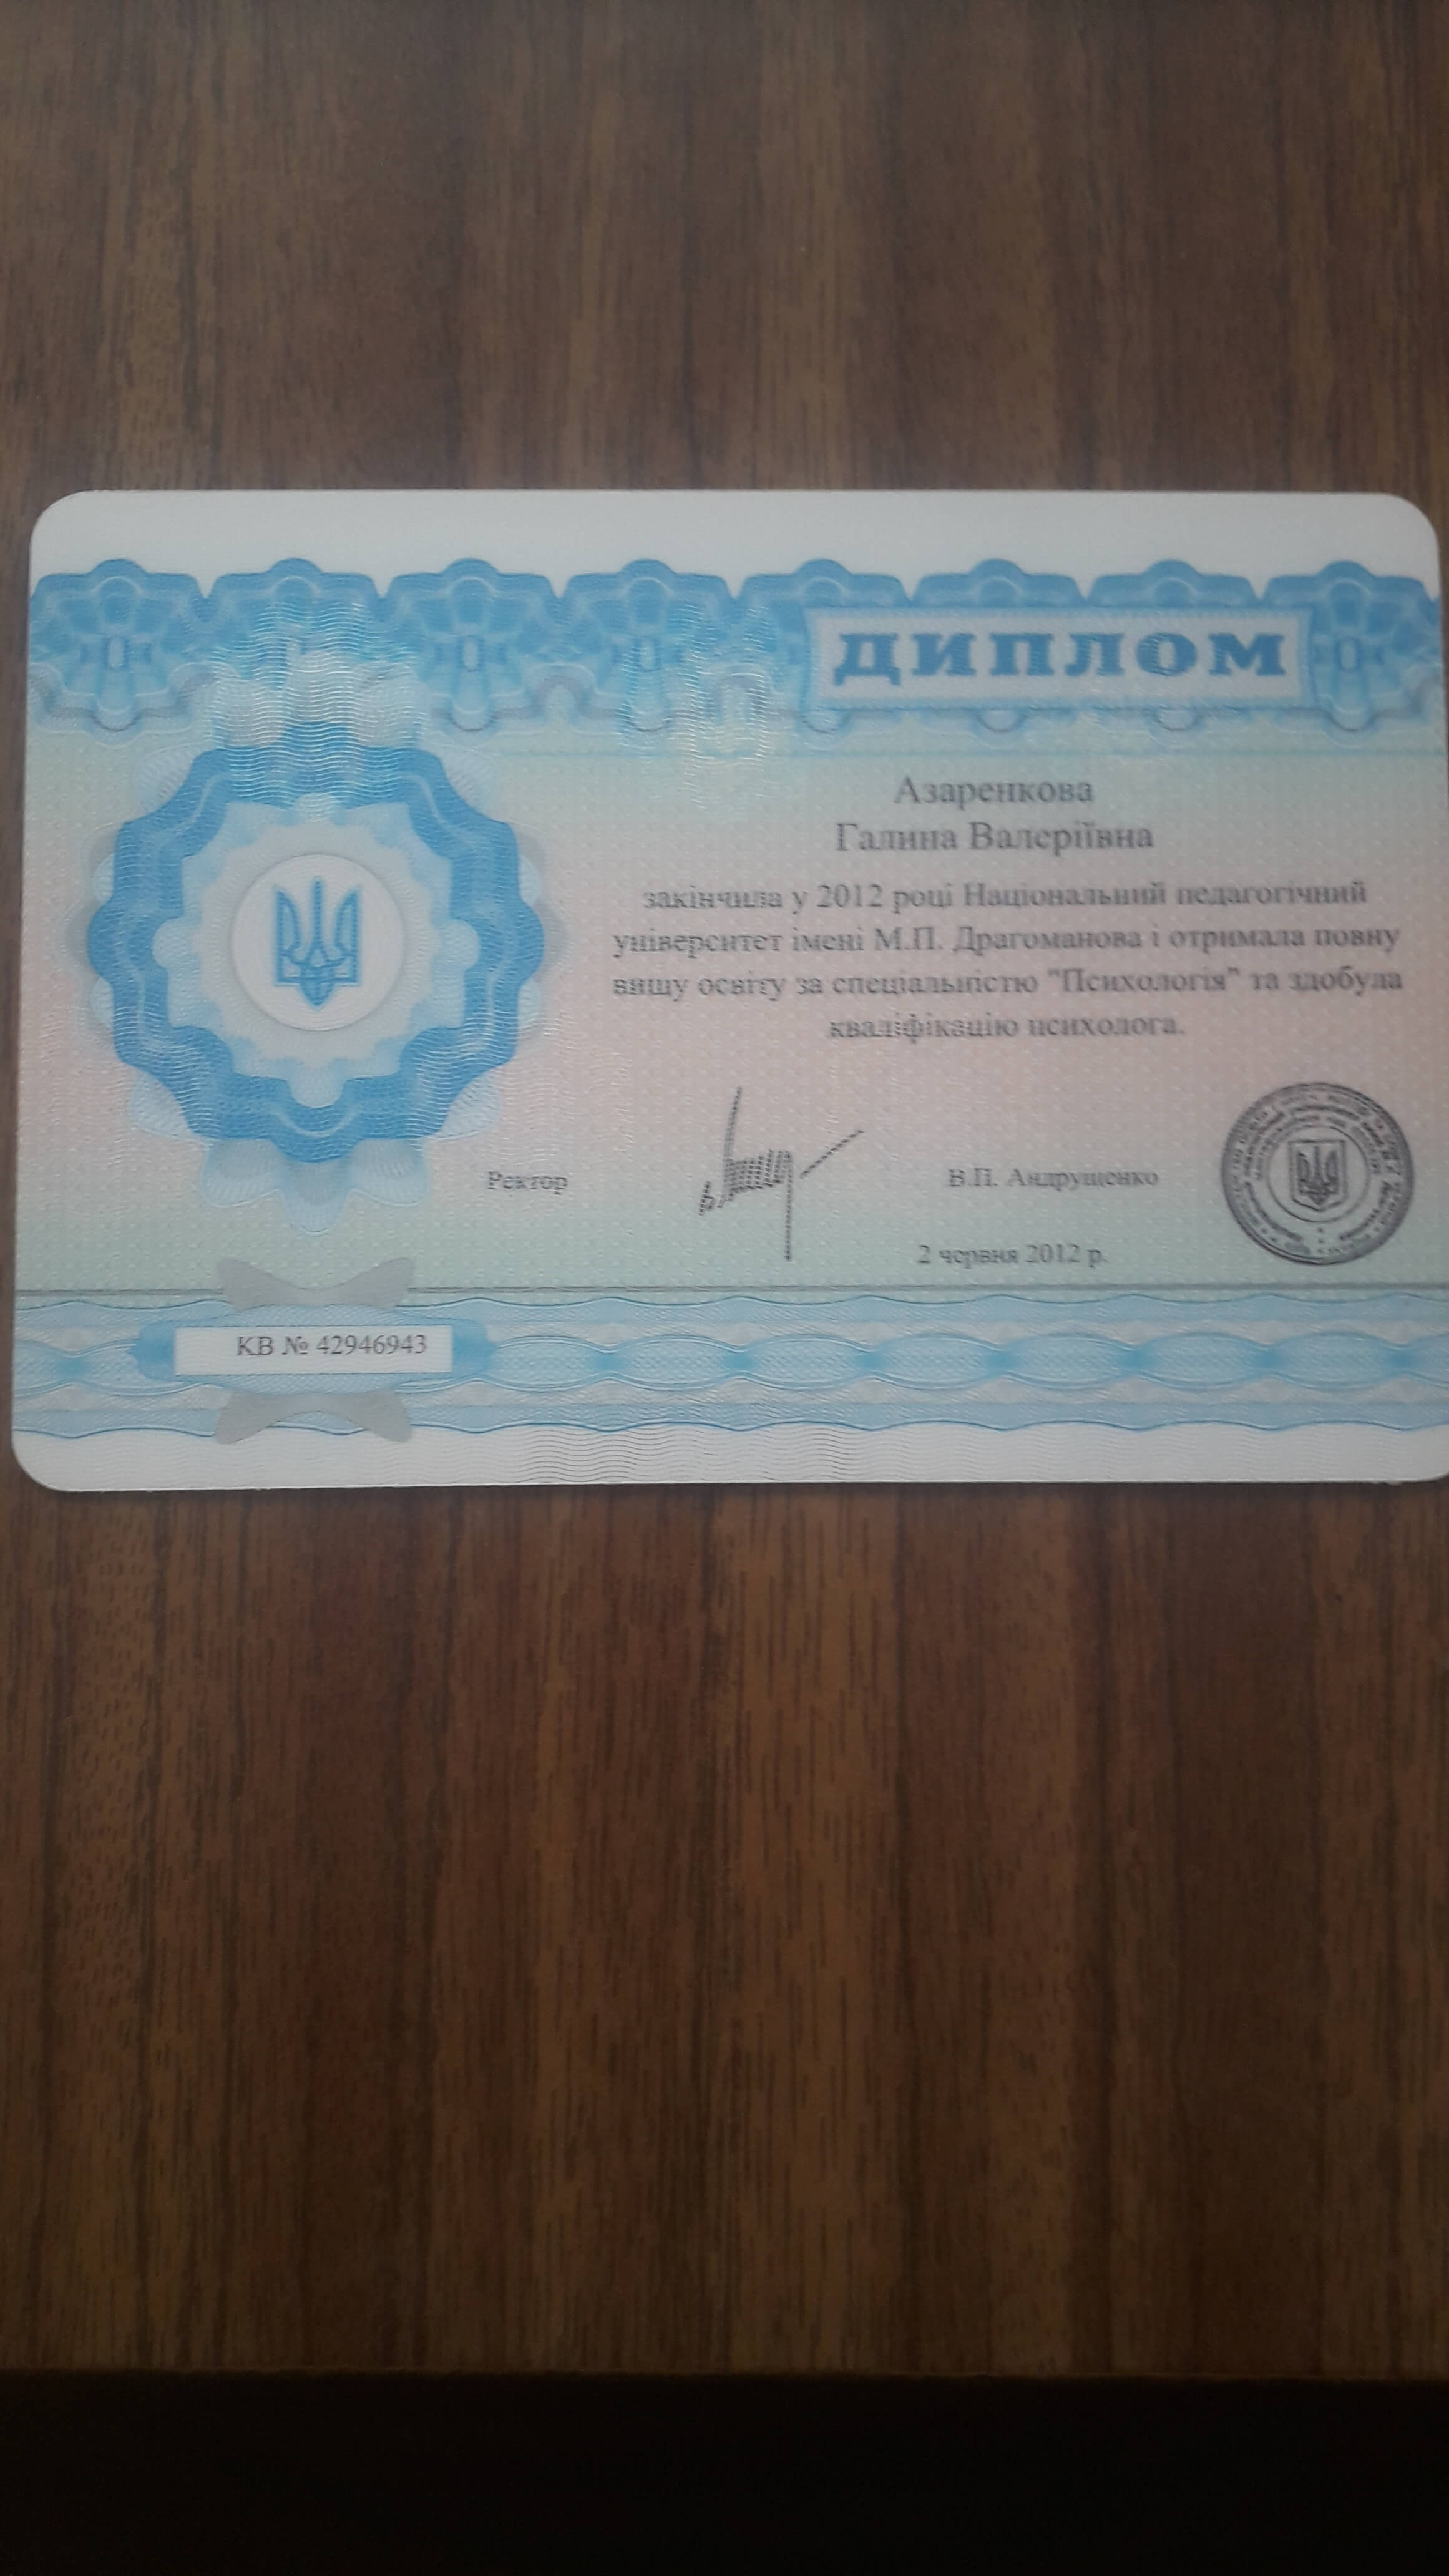 ДИПЛОМ
Азаренкова
Галина Валеріївна
закінчила у 2012 році Національний педагогічний
університет імені М.П. Драгоманова і отримала повну
вищу освіту за спеціальністю "Психологія" та здобула
кваліфікацію психолога.
Ректор
В.П. Андрущенко
2 червня 2012 р.
КВ № 42946943